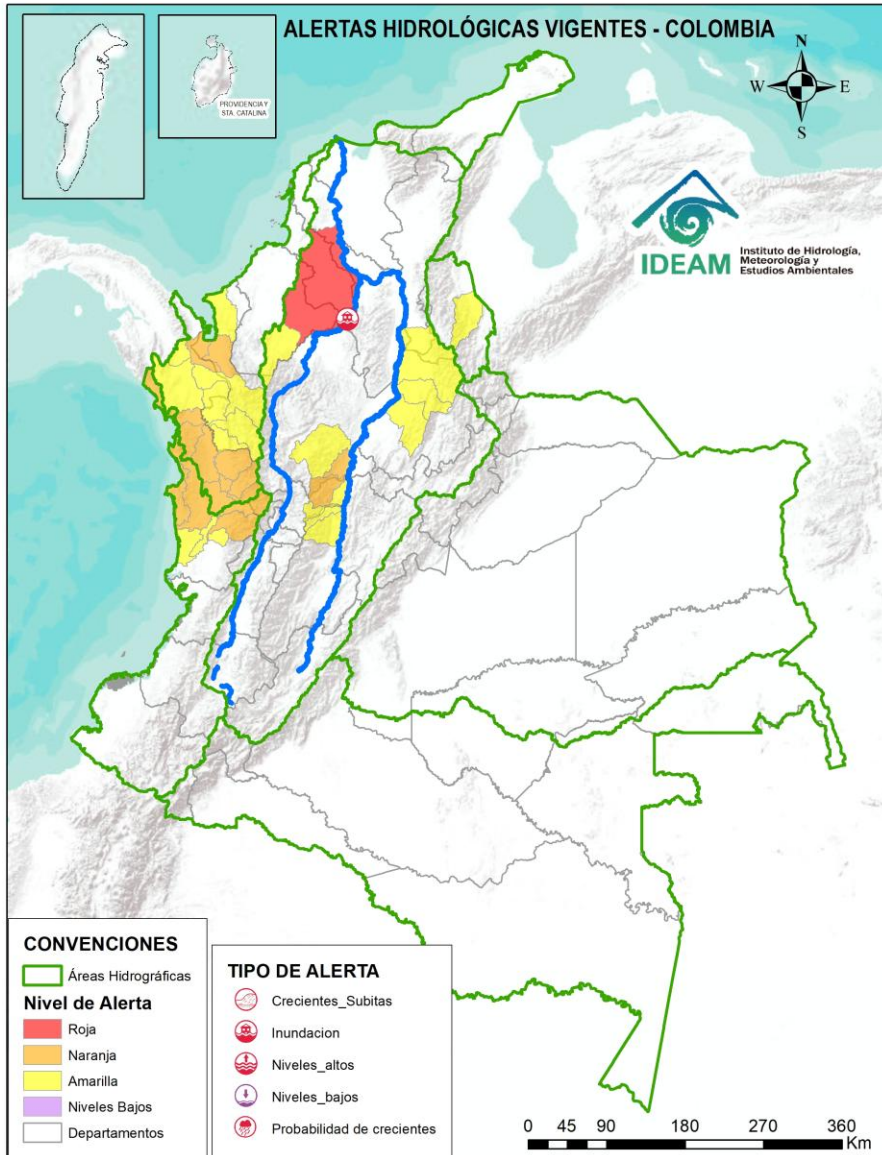 ALERTAS HIDROLÓGICAS VIGENTES - COLOMBIA
PROVIDENCIA Y
STA. CATALINA
N
W
E
S
IDEAM
Instituto de Hidrología,
Meteorología y
Estudios Ambientales
CONVENCIONES
Áreas Hidrográficas
Nivel de Alerta
Roja
Naranja
Amarilla
Niveles Bajos
Departamentos
TIPO DE ALERTA
Crecientes_Subitas
Inundacion
Niveles_altos
Niveles_bajos
Probabilidad de crecientes
0 45 90 180 270 360
Km